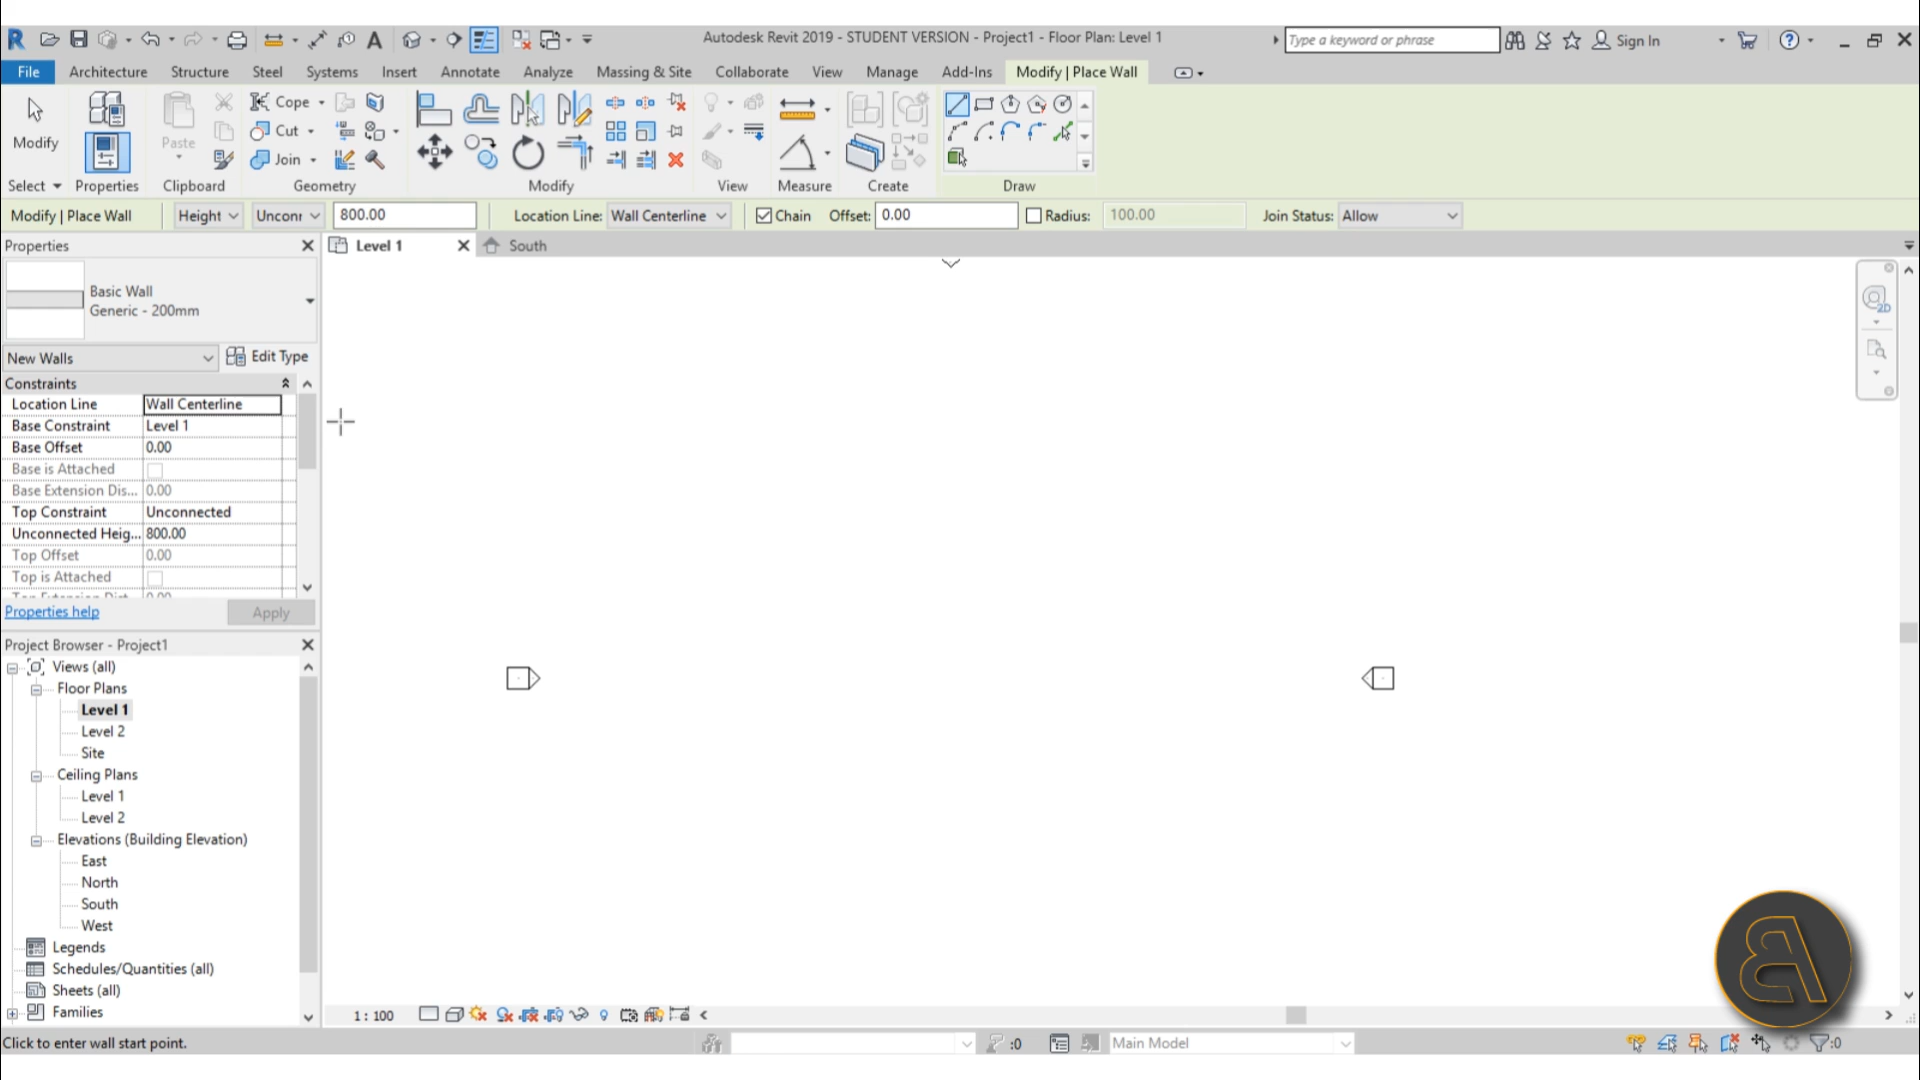 Autodesk Revit 2019 - STUDENT VERSION - Project1 - Floor Plan: Level 1
Type a keyword or phrase
Sign In
File Architecture Structure Steel Systems Insert Annotate Analyze Massing & Site Collaborate View Manage Add-Ins Modify | Place Wall
Modify
Paste
Cope
Cut
Join
Select Properties Clipboard Geometry Modify View Measure Create Draw
Modify | Place Wall Height 800.00 Location Line: Wall Centerline Chain Offset: 0.00 Radius: 100.00 Join Status: Allow
Properties
Level 1
South
2D
Basic Wall
Generic - 200mm
New Walls
Edit Type
Constraints
Location Line Wall Centerline
Base Constraint Level 1
Base Offset 0.00
Base is Attached
Base Extension Dis... 0.00
Top Constraint Unconnected
Unconnected Heig... 800.00
Top Offset 0.00
Top is Attached
Properties help
Apply
Project Browser - Project1
Views (all)
Floor Plans
Level 1
Level 2
Site
Ceiling Plans
Level 1
Level 2
Elevations (Building Elevation)
East
North
South
West
Legends
Schedules/Quantities (all)
Sheets (all)
Families
1 : 100
Click to enter wall start point.
:0
Main Model
:0